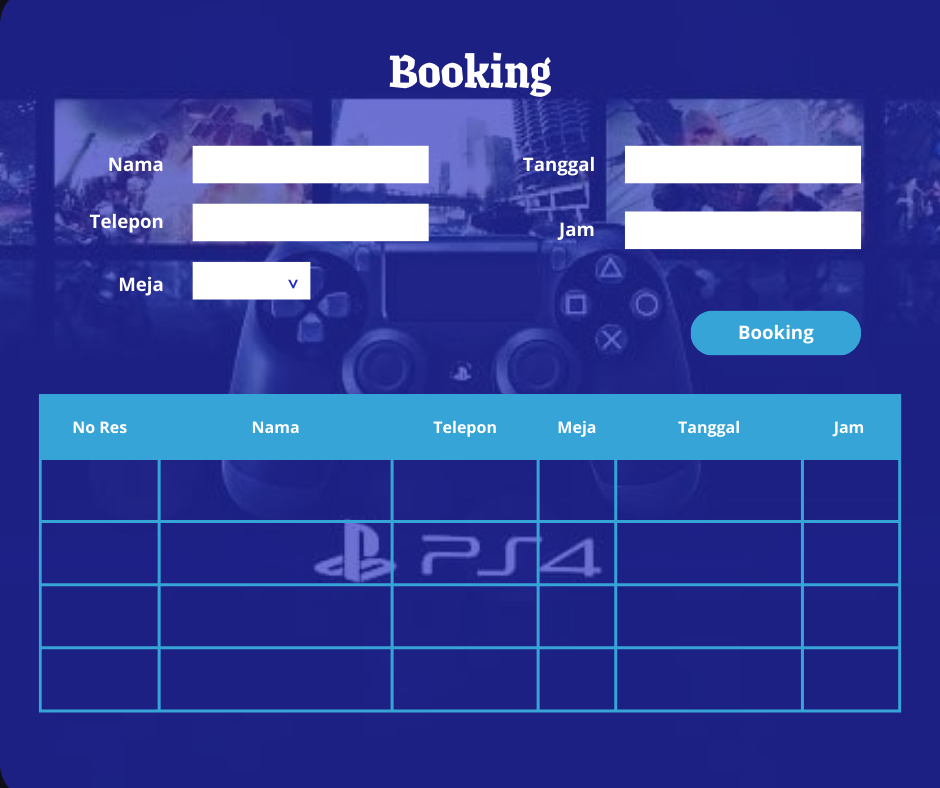 Booking
Nama
Tanggal
Telepon
Jam
Meja
v
Booking
No Res Nama Telepon Meja Tanggal Jam
PS4